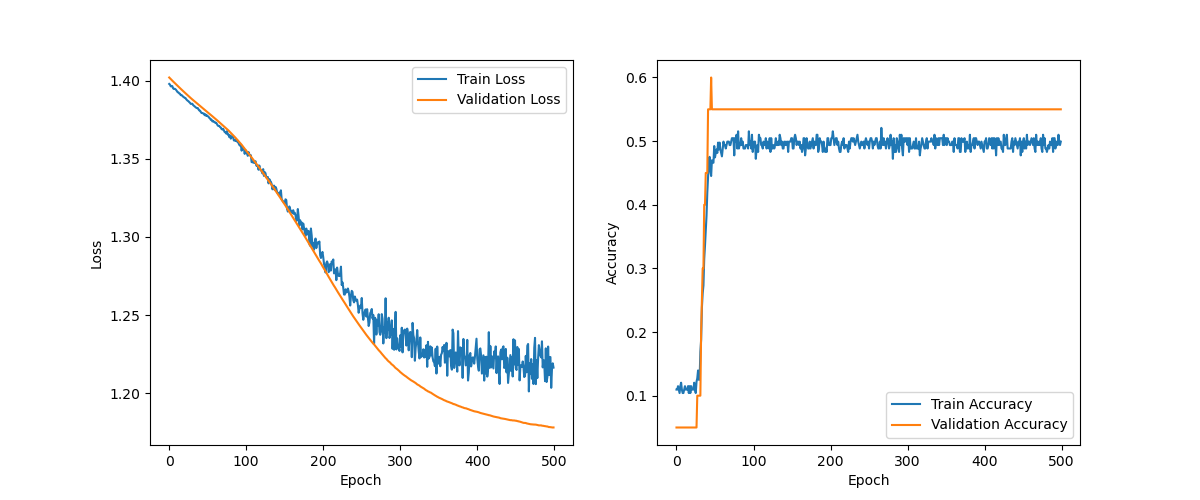 1.40
1.35
1.30
1.25
1.20
Loss
0 100 200 300 400 500
Epoch
Train Loss
Validation Loss
0.6
0.5
0.4
0.3
0.2
0.1
Accuracy
0 100 200 300 400 500
Epoch
Train Accuracy
Validation Accuracy